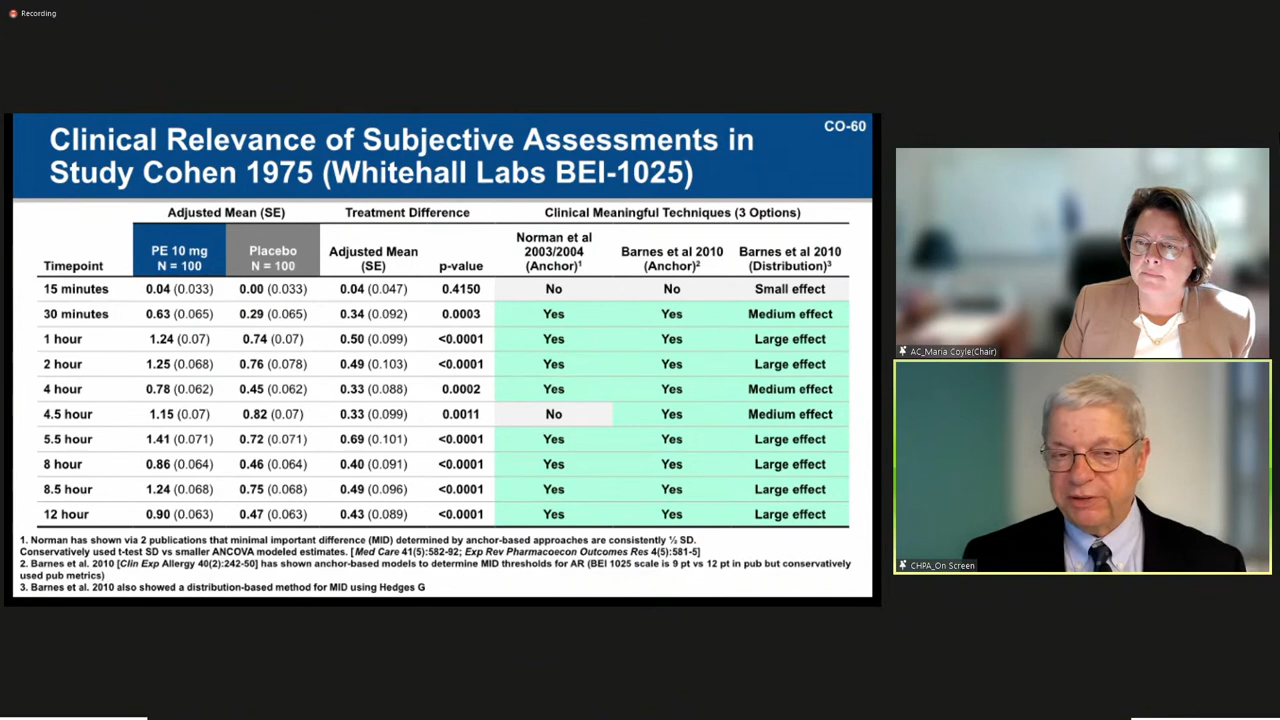 Recording
CO-60
Clinical Relevance of Subjective Assessments in
Study Cohen 1975 (Whitehall Labs BEI-1025)
Adjusted Mean (SE) Treatment Difference Clinical Meaningful Techniques (3 Options)
Timepoint PE 10 mg N = 100 Placebo N = 100 Adjusted Mean (SE) p-value Norman et al 2003/2004 (Anchor)1 Barnes et al 2010 (Anchor)2 Barnes et al 2010 (Distribution)3
15 minutes 0.04 (0.033) 0.00 (0.033) 0.04 (0.047) 0.4150 No No Small effect
30 minutes 0.63 (0.065) 0.29 (0.065) 0.34 (0.092) 0.0003 Yes Yes Medium effect
1 hour 1.24 (0.07) 0.74 (0.07) 0.50 (0.099) <0.0001 Yes Yes Large effect
2 hour 1.25 (0.068) 0.76 (0.078) 0.49 (0.103) <0.0001 Yes Yes Large effect
4 hour 0.78 (0.062) 0.45 (0.062) 0.33 (0.088) 0.0002 Yes Yes Medium effect
4.5 hour 1.15 (0.07) 0.82 (0.07) 0.33 (0.099) 0.0011 No Yes Medium effect
5.5 hour 1.41 (0.071) 0.72 (0.071) 0.69 (0.101) <0.0001 Yes Yes Large effect
8 hour 0.86 (0.064) 0.46 (0.064) 0.40 (0.091) <0.0001 Yes Yes Large effect
8.5 hour 1.24 (0.068) 0.75 (0.068) 0.49 (0.096) <0.0001 Yes Yes Large effect
12 hour 0.90 (0.063) 0.47 (0.063) 0.43 (0.089) <0.0001 Yes Yes Large effect
1. Norman has shown via 2 publications that minimal important difference (MID) determined by anchor-based approaches are consistently ½ SD.
Conservatively used t-test SD vs smaller ANCOVA modeled estimates. [Med Care 41(5):582-92; Exp Rev Pharmacoecon Outcomes Res 4(5):581-5]
2. Barnes et al. 2010 [Clin Exp Allergy 40(2):242-50] has shown anchor-based models to determine MID thresholds for AR (BEI 1025 scale is 9 pt vs 12 pt in pub but conservatively
used pub metrics)
3. Barnes et al. 2010 also showed a distribution-based method for MID using Hedges G
AC_Maria Coyle(Chair)
CHPA_On Screen